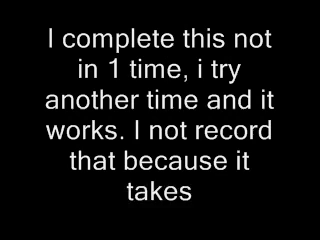 I complete this not
in 1 time, i try
another time and it
works. I not record
that because it
takes